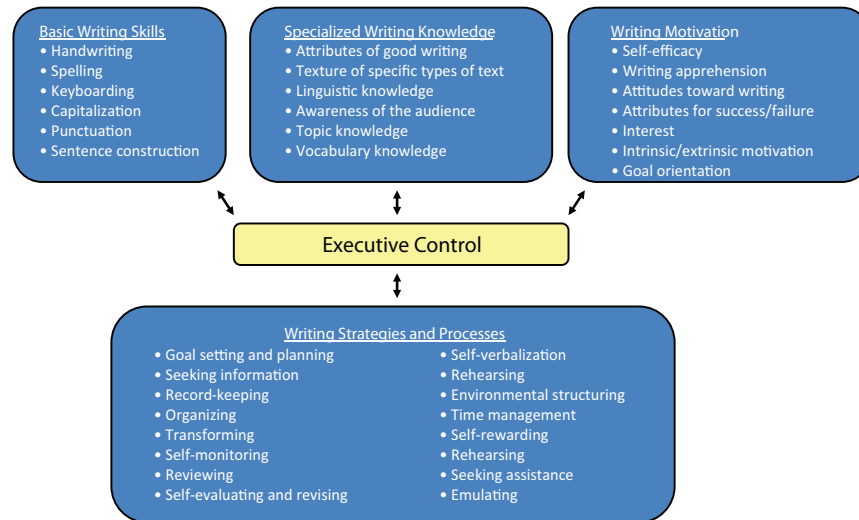 Basic Writing Skills
• Handwriting
• Spelling
• Keyboarding
• Capitalization
• Punctuation
• Sentence construction
Specialized Writing Knowledge
• Attributes of good writing
• Texture of specific types of text
• Linguistic knowledge
• Awareness of the audience
• Topic knowledge
• Vocabulary knowledge
Writing Motivation
• Self-efficacy
• Writing apprehension
• Attitudes toward writing
• Attributes for success/failure
• Interest
• Intrinsic/extrinsic motivation
• Goal orientation
Executive Control
Writing Strategies and Processes
• Goal setting and planning
• Seeking information
• Record-keeping
• Organizing
• Transforming
• Self-monitoring
• Reviewing
• Self-evaluating and revising
• Self-verbalization
• Rehearsing
• Environmental structuring
• Time management
• Self-rewarding
• Rehearsing
• Seeking assistance
• Emulating